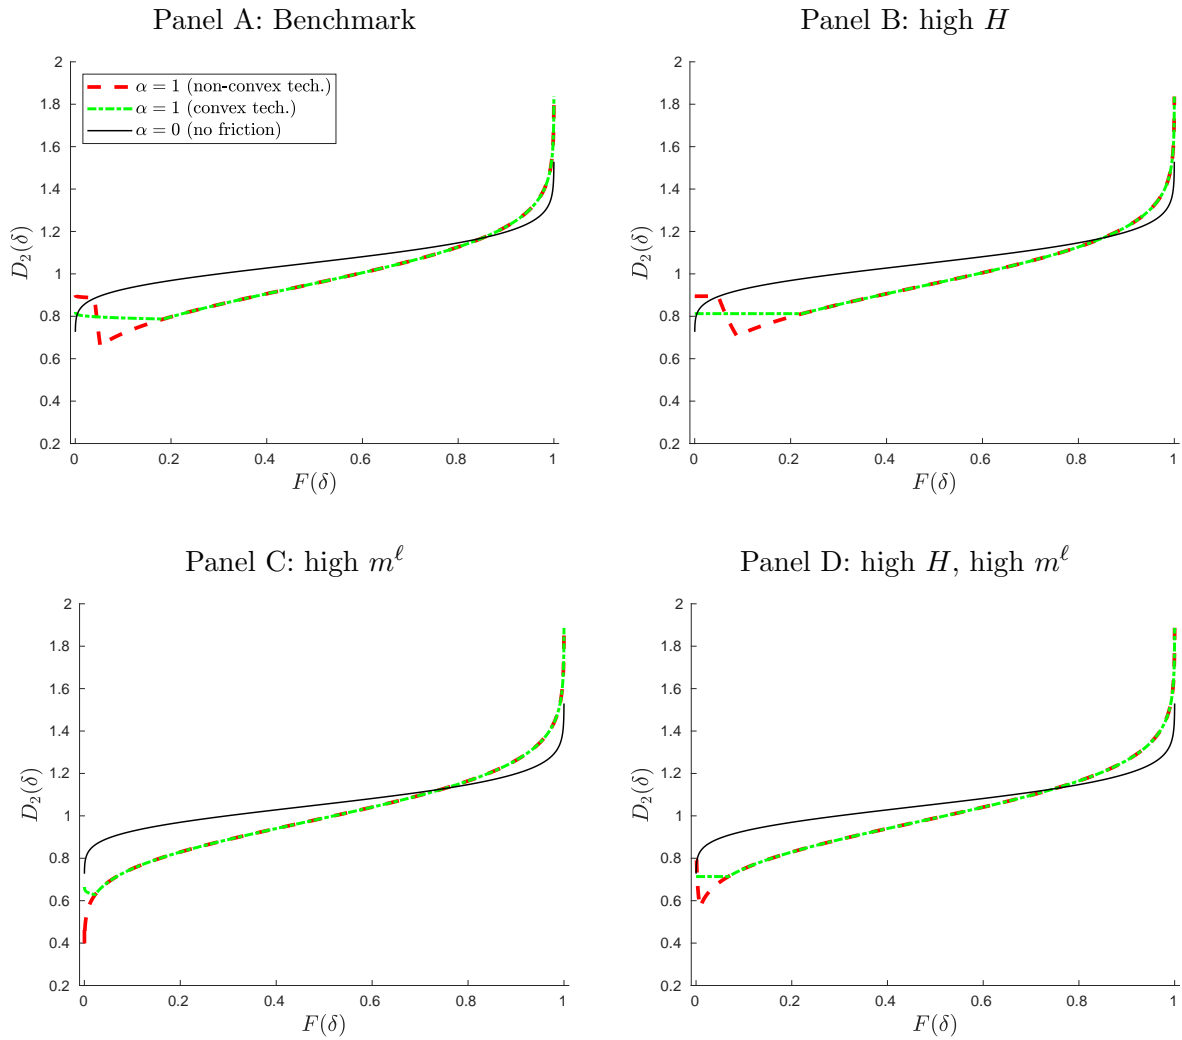 Panel A: Benchmark
2
1.8
1.6
1.4
1.2
1
0.8
0.6
0.4
0.2
D₂(δ)
α = 1 (non-convex tech.)
α = 1 (convex tech.)
α = 0 (no friction)
0 0.2 0.4 0.6 0.8 1
F(δ)
Panel B: high H
2
1.8
1.6
1.4
1.2
1
0.8
0.6
0.4
0.2
D₂(δ)
0 0.2 0.4 0.6 0.8 1
F(δ)
Panel C: high mℓ
2
1.8
1.6
1.4
1.2
1
0.8
0.6
0.4
0.2
D₂(δ)
0 0.2 0.4 0.6 0.8 1
F(δ)
Panel D: high H, high mℓ
2
1.8
1.6
1.4
1.2
1
0.8
0.6
0.4
0.2
D₂(δ)
0 0.2 0.4 0.6 0.8 1
F(δ)